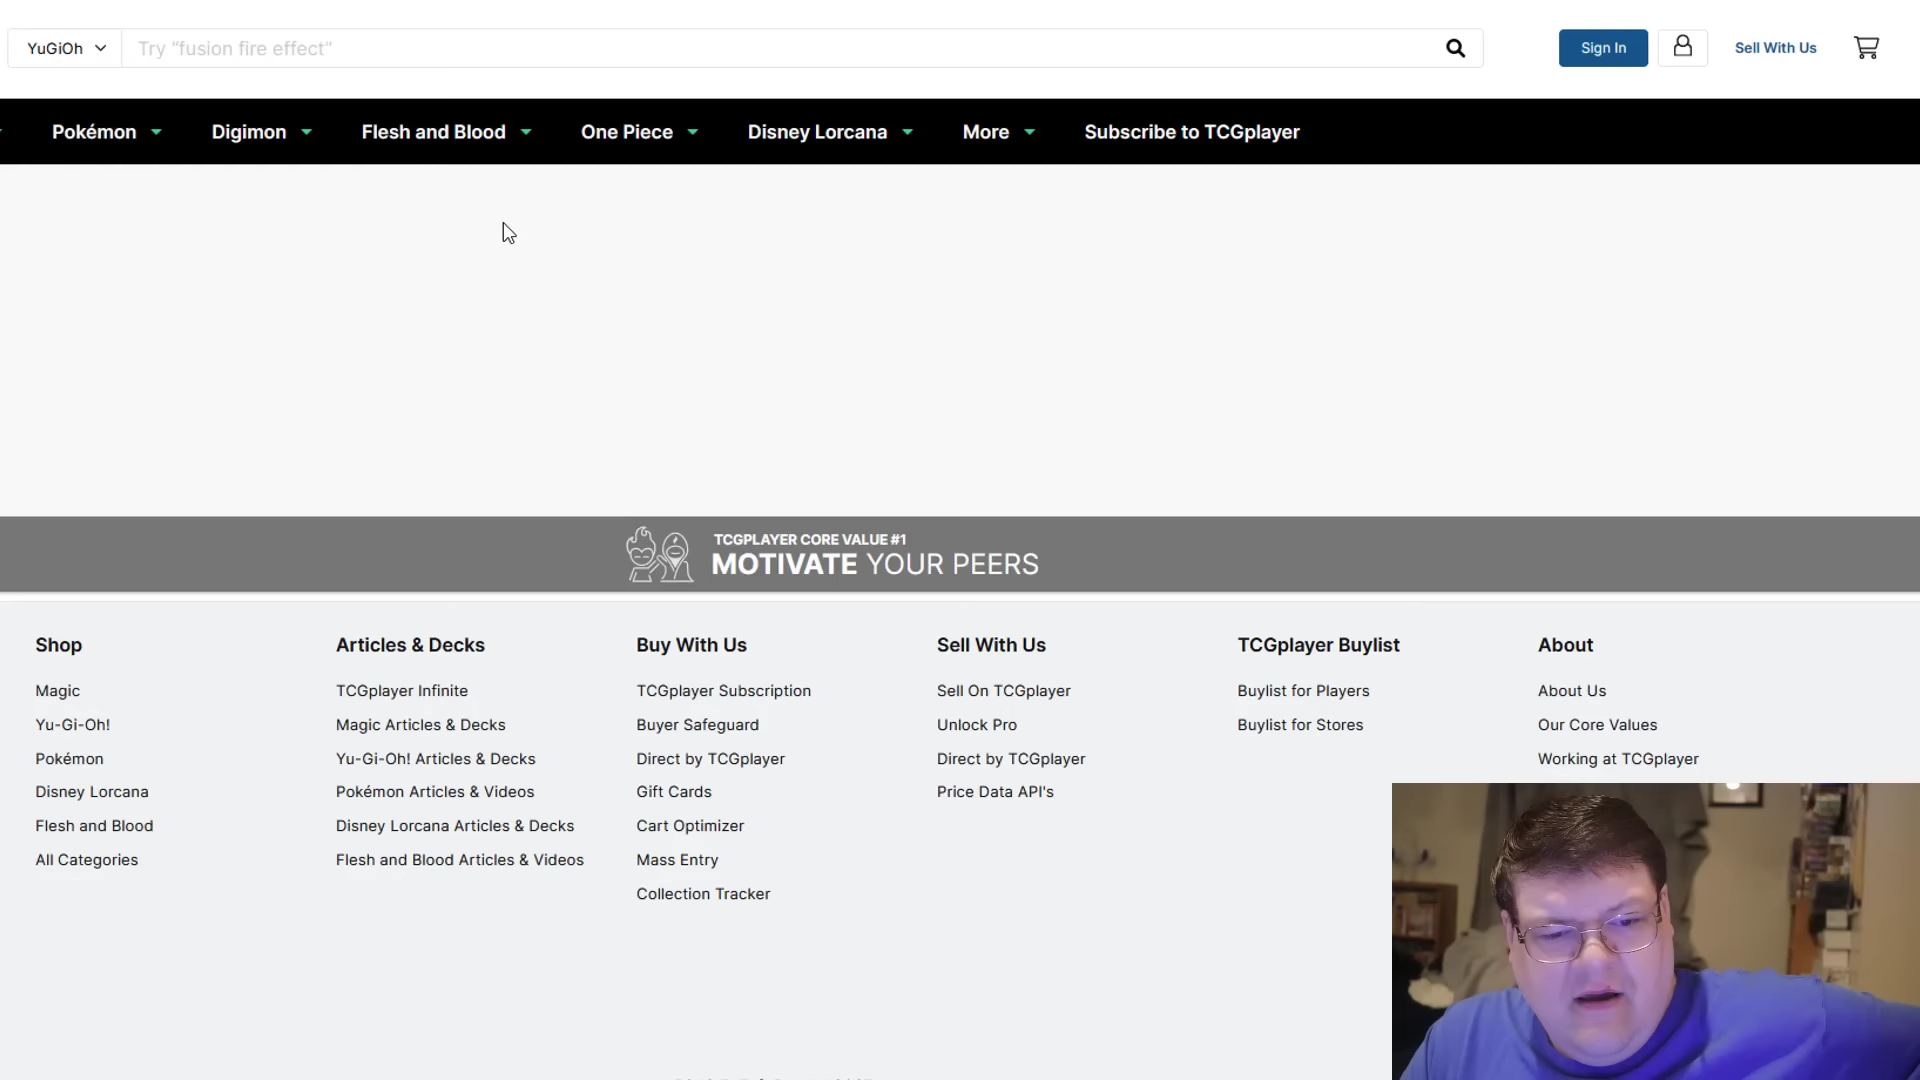 YuGiOh
Try "fusion fire effect"
Sign In
Sell With Us
Pokémon
Digimon
Flesh and Blood
One Piece
Disney Lorcana
More
Subscribe to TCGplayer
TCGPLAYER CORE VALUE #1
MOTIVATE YOUR PEERS
Shop
Magic
Yu-Gi-Oh!
Pokémon
Disney Lorcana
Flesh and Blood
All Categories
Articles & Decks
TCGplayer Infinite
Magic Articles & Decks
Yu-Gi-Oh! Articles & Decks
Pokémon Articles & Videos
Disney Lorcana Articles & Decks
Flesh and Blood Articles & Videos
Buy With Us
TCGplayer Subscription
Buyer Safeguard
Direct by TCGplayer
Gift Cards
Cart Optimizer
Mass Entry
Collection Tracker
Sell With Us
Sell On TCGplayer
Unlock Pro
Direct by TCGplayer
Price Data API's
TCGplayer Buylist
Buylist for Players
Buylist for Stores
About
About Us
Our Core Values
Working at TCGplayer